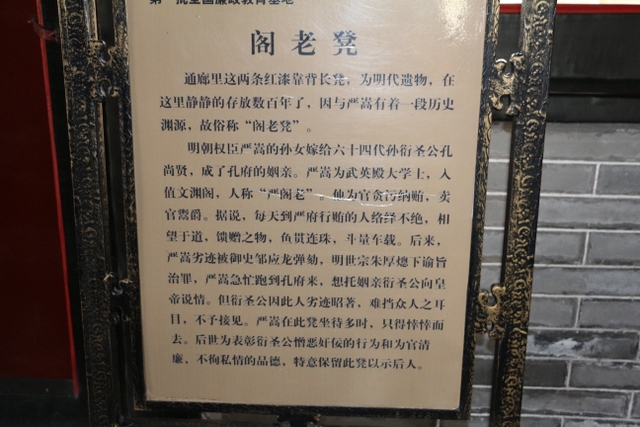 第一批全国廉政教育基地
阁老凳
通廊里这两条红漆靠背长凳，为明代遗物，在
这里静静的存放数百年了，因与严嵩有着一段历史
渊源，故俗称“阁老凳”。
明朝权臣严嵩的孙女嫁给六十四代孙衍圣公孔
尚贤，成了孔府的姻亲。严嵩为武英殿大学士，入
值文渊阁，人称“严阁老”。他为官贪污纳贿，卖
官鬻爵。据说，每天到严府行贿的人络绎不绝，相
望于道，馈赠之物，鱼贯连珠，斗量车载。后来，
严嵩劣迹被御史邹应龙弹劾，明世宗朱厚熜下谕旨
治罪，严嵩急忙跑到孔府来，想托姻亲衍圣公向皇
帝说情。但衍圣公因此人劣迹昭著，难挡众人之耳
目，不予接见。严嵩在此凳坐待多时，只得悻悻而
去。后世为表彰衍圣公憎恶奸佞的行为和为官清
廉，不徇私情的品德，特意保留此凳以示后人。